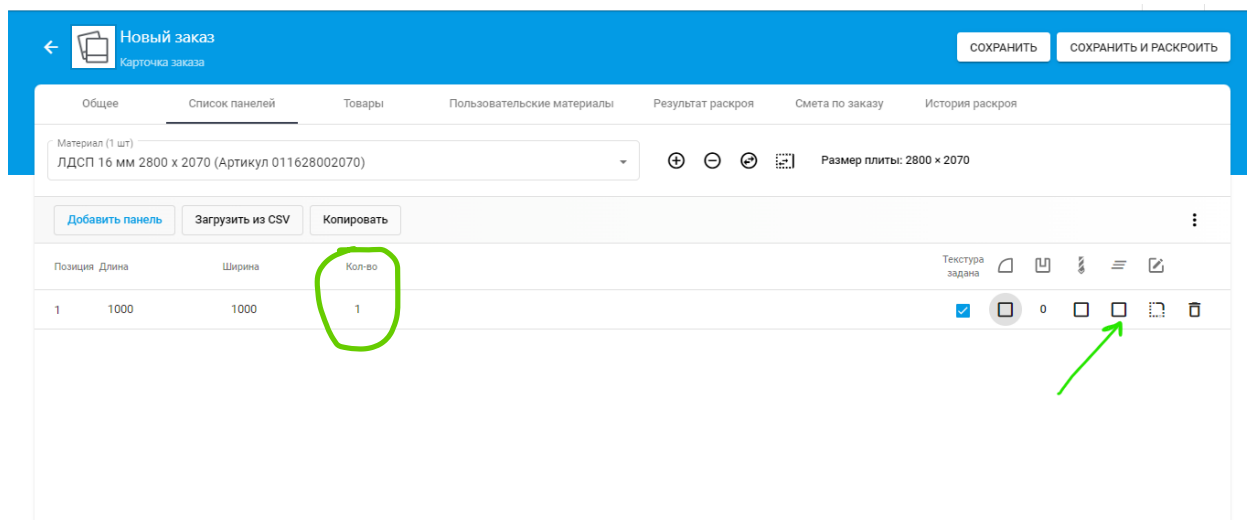 Новый заказ
Карточка заказа
СОХРАНИТЬ
СОХРАНИТЬ И РАСКРОИТЬ
Общее
Список панелей
Товары
Пользовательские материалы
Результат раскроя
Смета по заказу
История раскроя
Материал (1 шт)
ЛДСП 16 мм 2800 x 2070 (Артикул 011628002070)
Размер плиты: 2800 × 2070
Добавить панель
Загрузить из CSV
Копировать
Позиция Длина Ширина Кол-во Текстура
задана
1 1000 1000 1 0